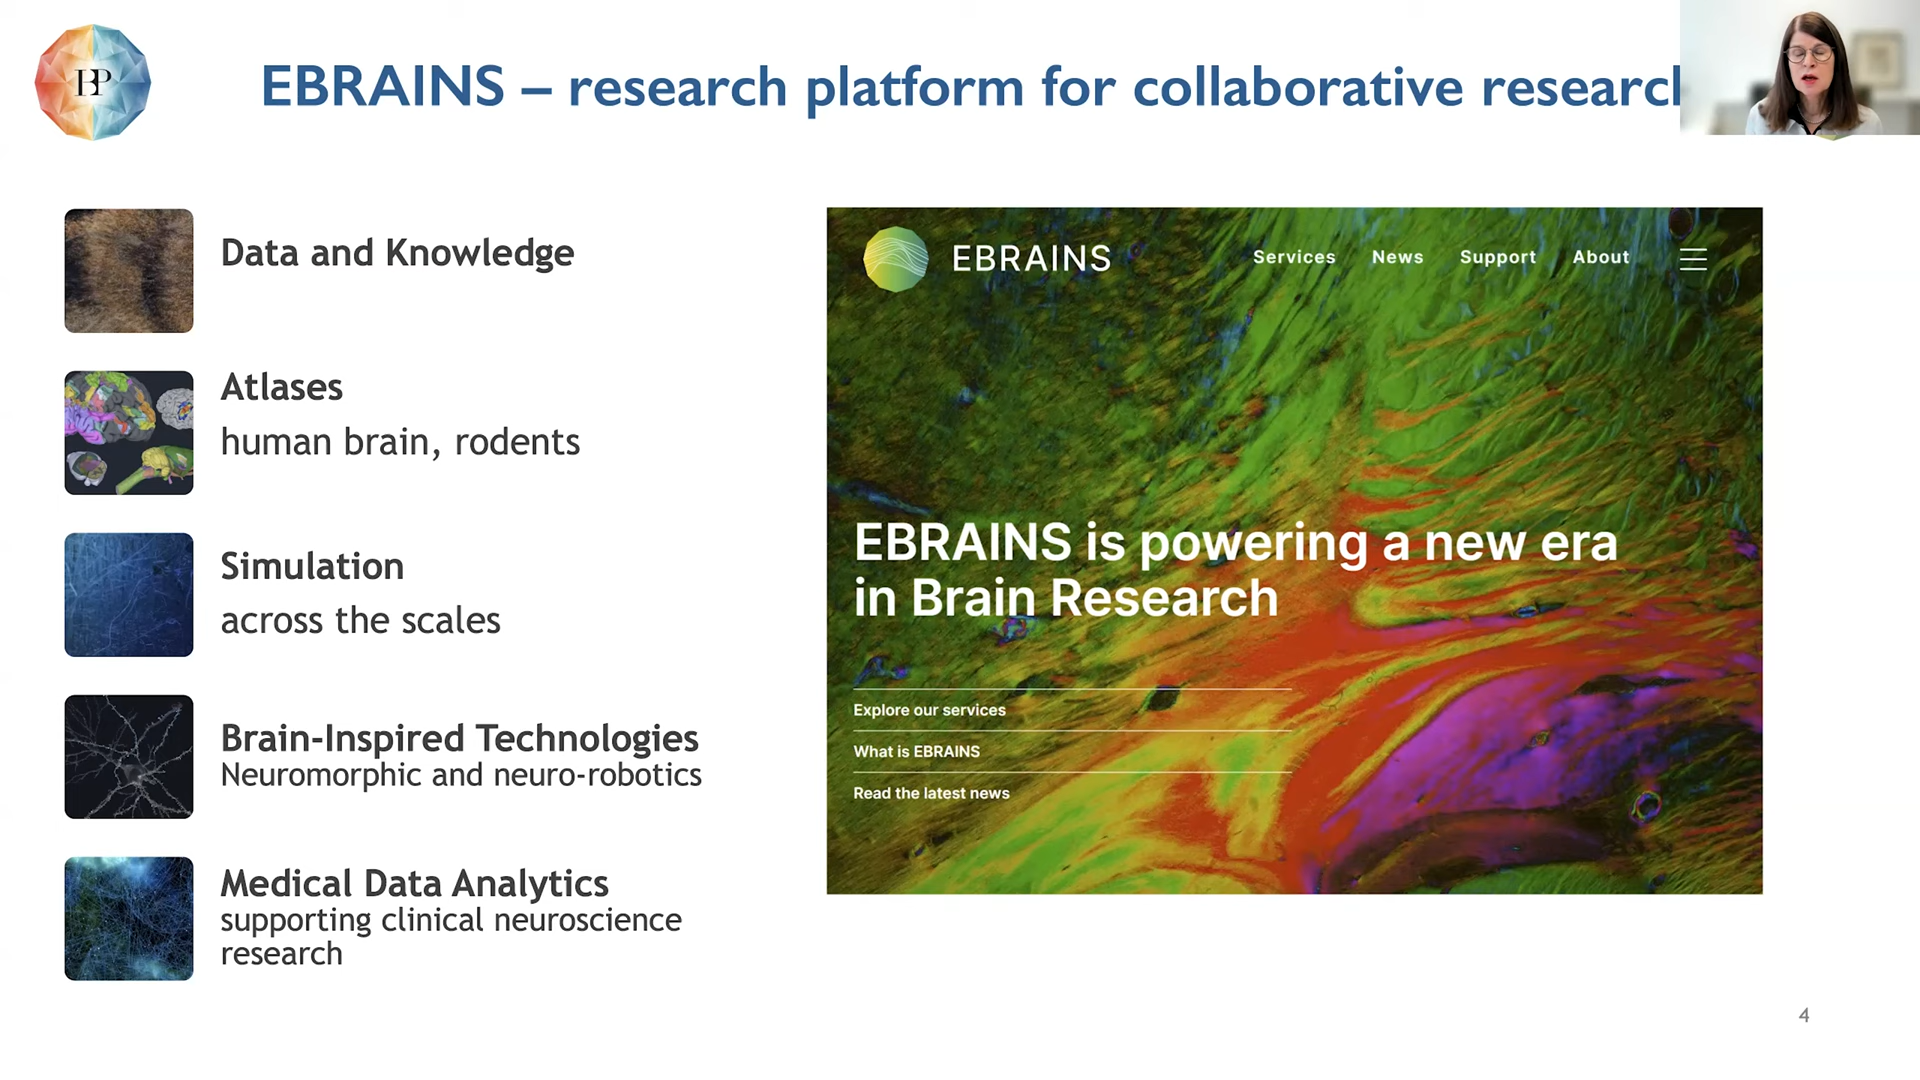 HBP
EBRAINS – research platform for collaborative research
Data and Knowledge
Atlases
human brain, rodents
Simulation
across the scales
Brain-Inspired Technologies
Neuromorphic and neuro-robotics
Medical Data Analytics
supporting clinical neuroscience
research
EBRAINS
Services News Support About
EBRAINS is powering a new era
in Brain Research
Explore our services
What is EBRAINS
Read the latest news
4